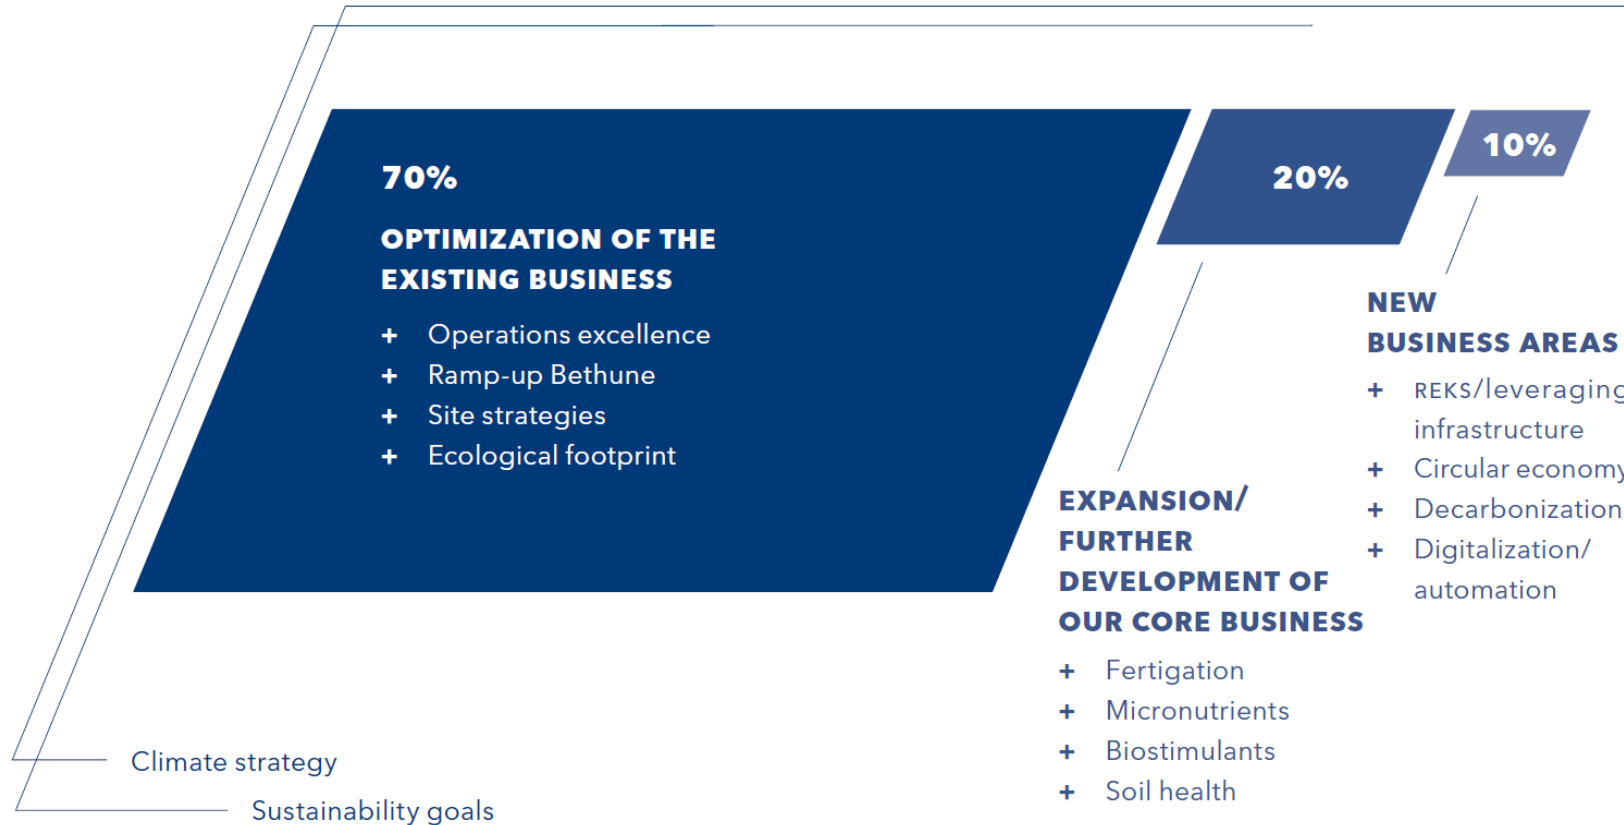 70%
OPTIMIZATION OF THE
EXISTING BUSINESS
+ Operations excellence
+ Ramp-up Bethune
+ Site strategies
+ Ecological footprint
20%
EXPANSION/
FURTHER
DEVELOPMENT OF
OUR CORE BUSINESS
+ Fertigation
+ Micronutrients
+ Biostimulants
+ Soil health
10%
NEW
BUSINESS AREAS
+ REKS/leveraging
infrastructure
+ Circular economy
+ Decarbonization
+ Digitalization/
automation
Climate strategy
Sustainability goals